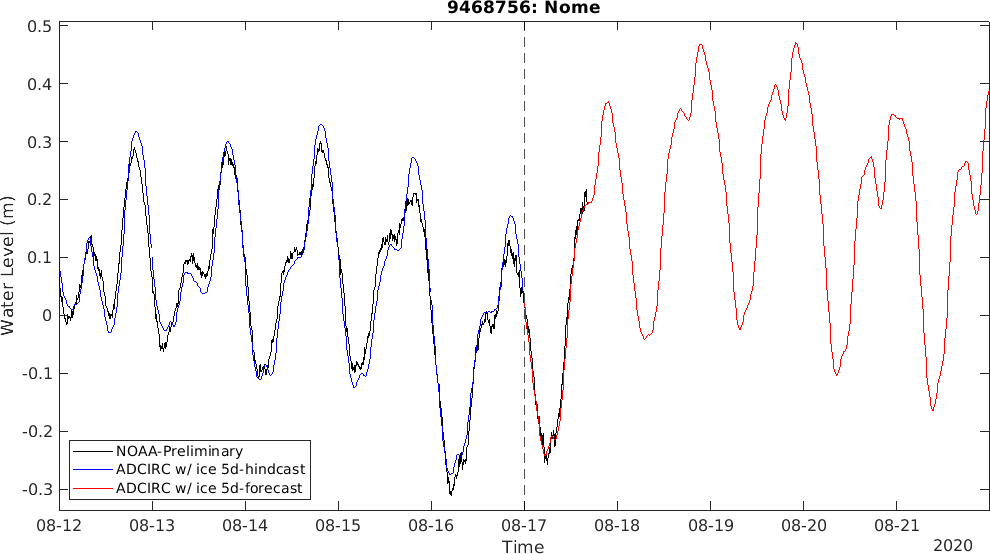 9468756: Nome
0.5
0.4
0.3
0.2
0.1
0
-0.1
-0.2
-0.3
Water Level (m)
NOAA-Preliminary
ADCIRC w/ ice 5d-hindcast
ADCIRC w/ ice 5d-forecast
08-12 08-13 08-14 08-15 08-16 08-17 08-18 08-19 08-20 08-21
Time
2020